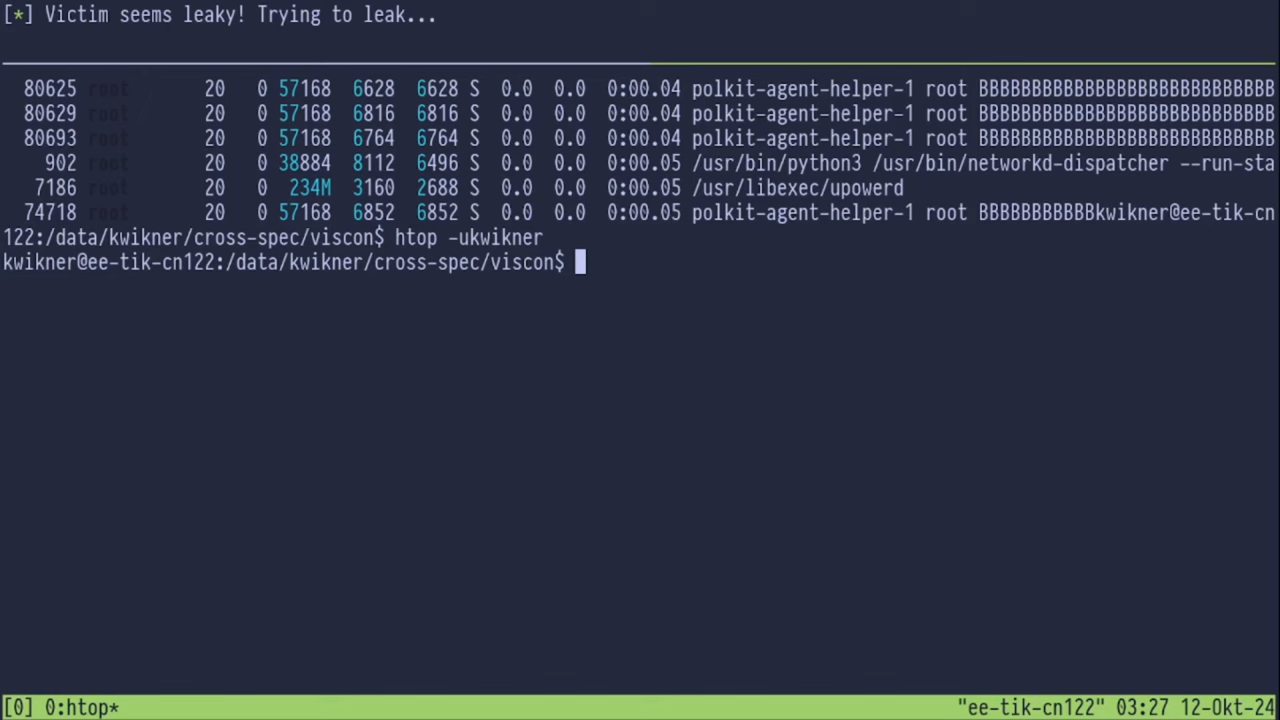 [*] Victim seems leaky! Trying to leak...
80625 root 20 0 57168 6628 6628 S 0.0 0.0 0:00.04 polkit-agent-helper-1 root BBBBBBBBBBBBBBBBBBBBBBBBBBBB
80629 root 20 0 57168 6816 6816 S 0.0 0.0 0:00.04 polkit-agent-helper-1 root BBBBBBBBBBBBBBBBBBBBBBBBBBBB
80693 root 20 0 57168 6764 6764 S 0.0 0.0 0:00.04 polkit-agent-helper-1 root BBBBBBBBBBBBBBBBBBBBBBBBBBBB
902 root 20 0 38884 8112 6496 S 0.0 0.0 0:00.05 /usr/bin/python3 /usr/bin/networkd-dispatcher --run-sta
7186 root 20 0 234M 3160 2688 S 0.0 0.0 0:00.05 /usr/libexec/upowerd
74718 root 20 0 57168 6852 6852 S 0.0 0.0 0:00.05 polkit-agent-helper-1 root BBBBBBBBBBBkwikner@ee-tik-cn
122:/data/kwikner/cross-spec/viscon$ htop -ukwikner
kwikner@ee-tik-cn122:/data/kwikner/cross-spec/viscon$
[0] 0:htop* "ee-tik-cn122" 03:27 12-Okt-24